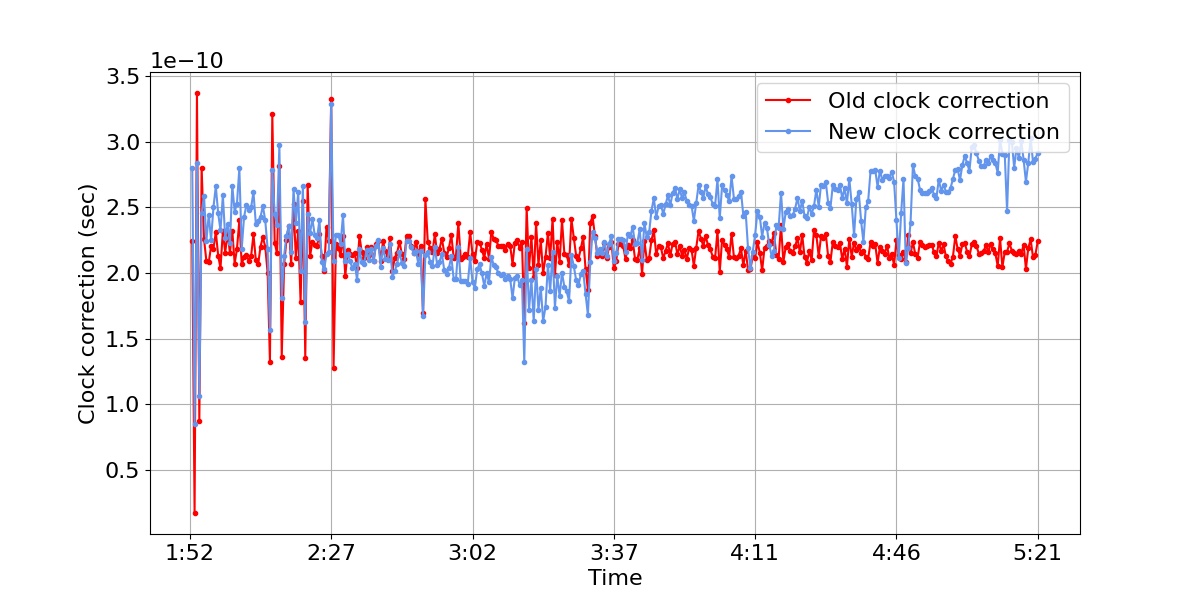 1e−10
3.5
3.0
2.5
2.0
1.5
1.0
0.5
Clock correction (sec)
Old clock correction
New clock correction
1:52 2:27 3:02 3:37 4:11 4:46 5:21
Time